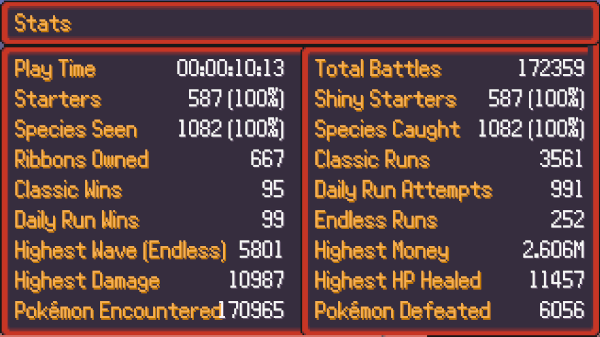 Stats
Play Time 00:00:10:13
Starters 587 (100%)
Species Seen 1082 (100%)
Ribbons Owned 667
Classic Wins 95
Daily Run Wins 99
Highest Wave (Endless) 5801
Highest Damage 10987
Pokémon Encountered 170965
Total Battles 172359
Shiny Starters 587 (100%)
Species Caught 1082 (100%)
Classic Runs 3561
Daily Run Attempts 991
Endless Runs 252
Highest Money 2.606M
Highest HP Healed 11457
Pokémon Defeated 6056